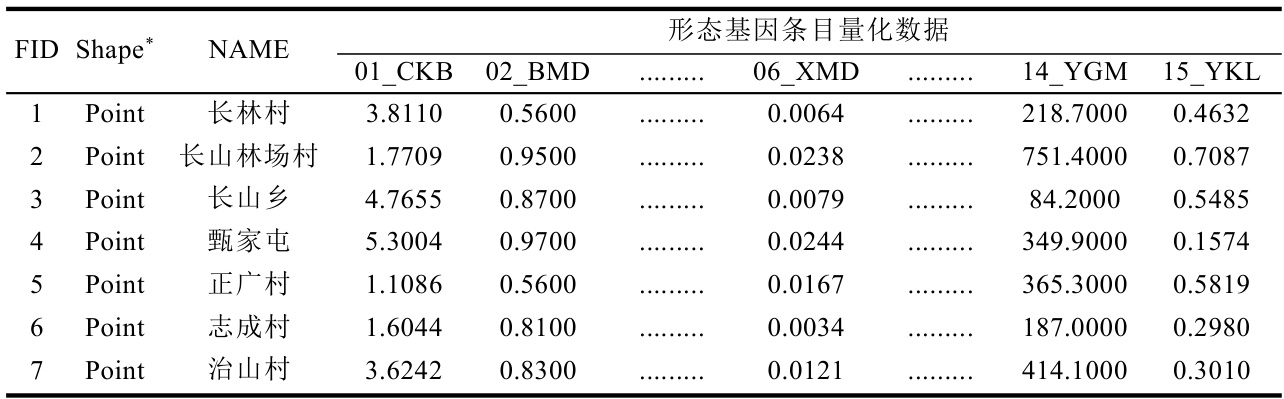 FID Shape* NAME 形态基因条目量化数据
01_CKB 02_BMD ......... 06_XMD ......... 14_YGM 15_YKL
1 Point 长林村 3.8110 0.5600 ......... 0.0064 ......... 218.7000 0.4632
2 Point 长山林场村 1.7709 0.9500 ......... 0.0238 ......... 751.4000 0.7087
3 Point 长山乡 4.7655 0.8700 ......... 0.0079 ......... 84.2000 0.5485
4 Point 甄家屯 5.3004 0.9700 ......... 0.0244 ......... 349.9000 0.1574
5 Point 正广村 1.1086 0.5600 ......... 0.0167 ......... 365.3000 0.5819
6 Point 志成村 1.6044 0.8100 ......... 0.0034 ......... 187.0000 0.2980
7 Point 治山村 3.6242 0.8300 ......... 0.0121 ......... 414.1000 0.3010